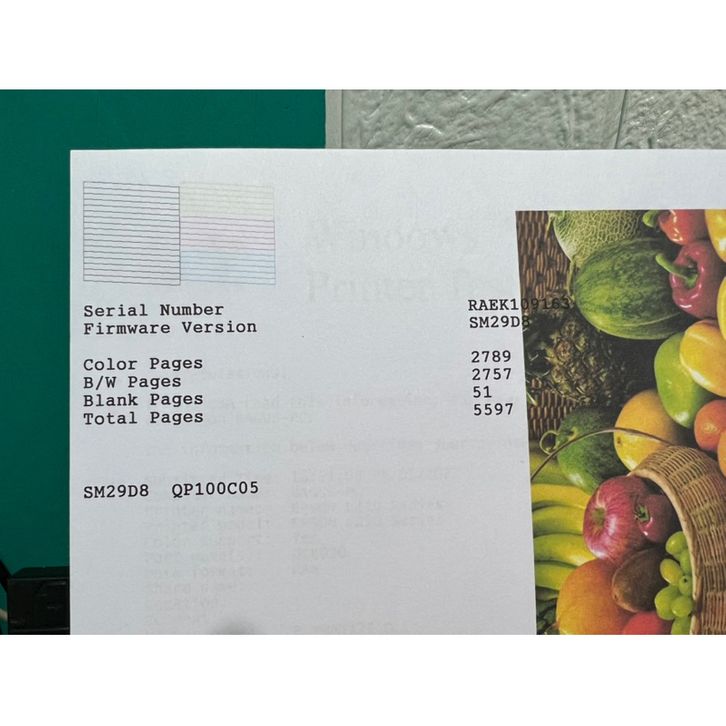 Serial Number RAEK109163
Firmware Version SM29D8
Color Pages 2789
B/W Pages 2757
Blank Pages 51
Total Pages 5597
SM29D8 QP100C05